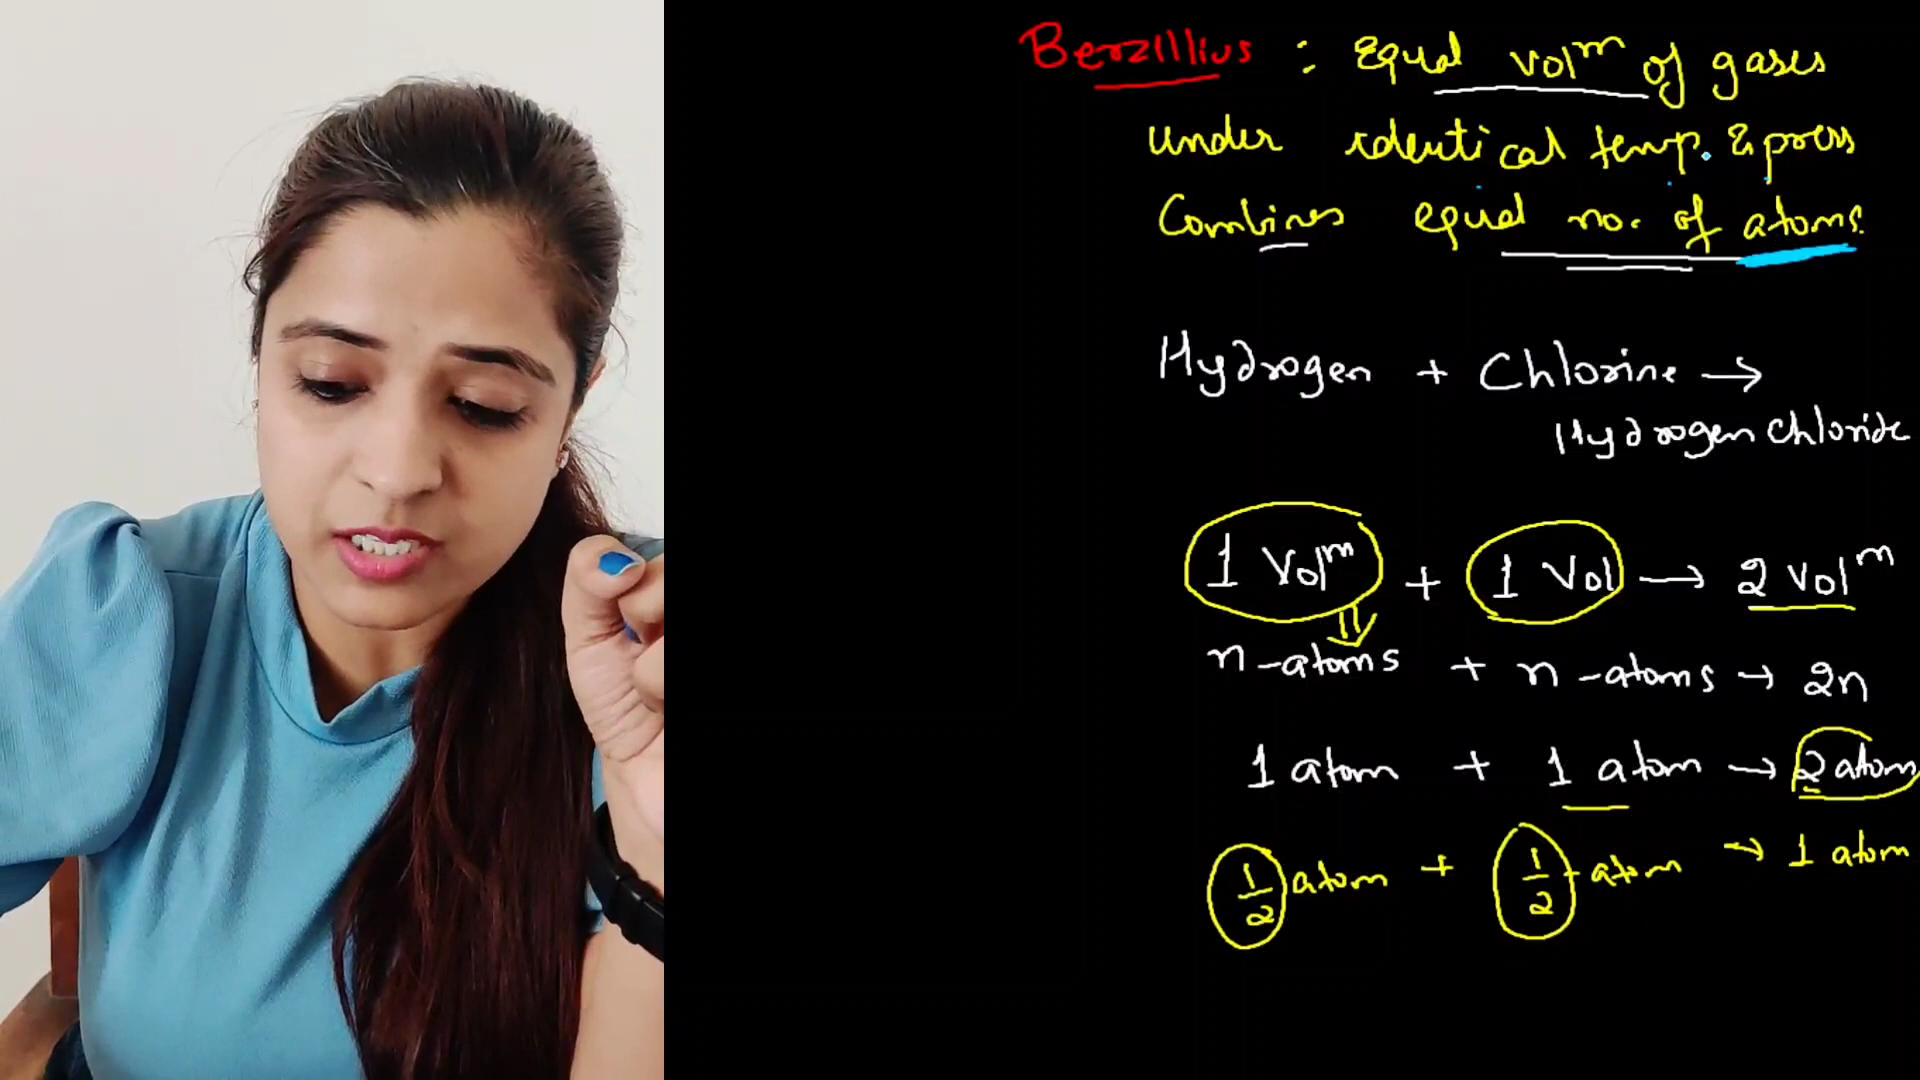 Berzillius : Equal volm of gases
under identical temp. & press
Combines equal no. of atoms.
Hydrogen + Chlorine →
Hydrogen chloride
1 Volm + 1 Vol → 2 Volm
n-atoms + n-atoms → 2n
1 atom + 1 atom → 2 atom
1/2 atom + 1/2 atom → 1 atom